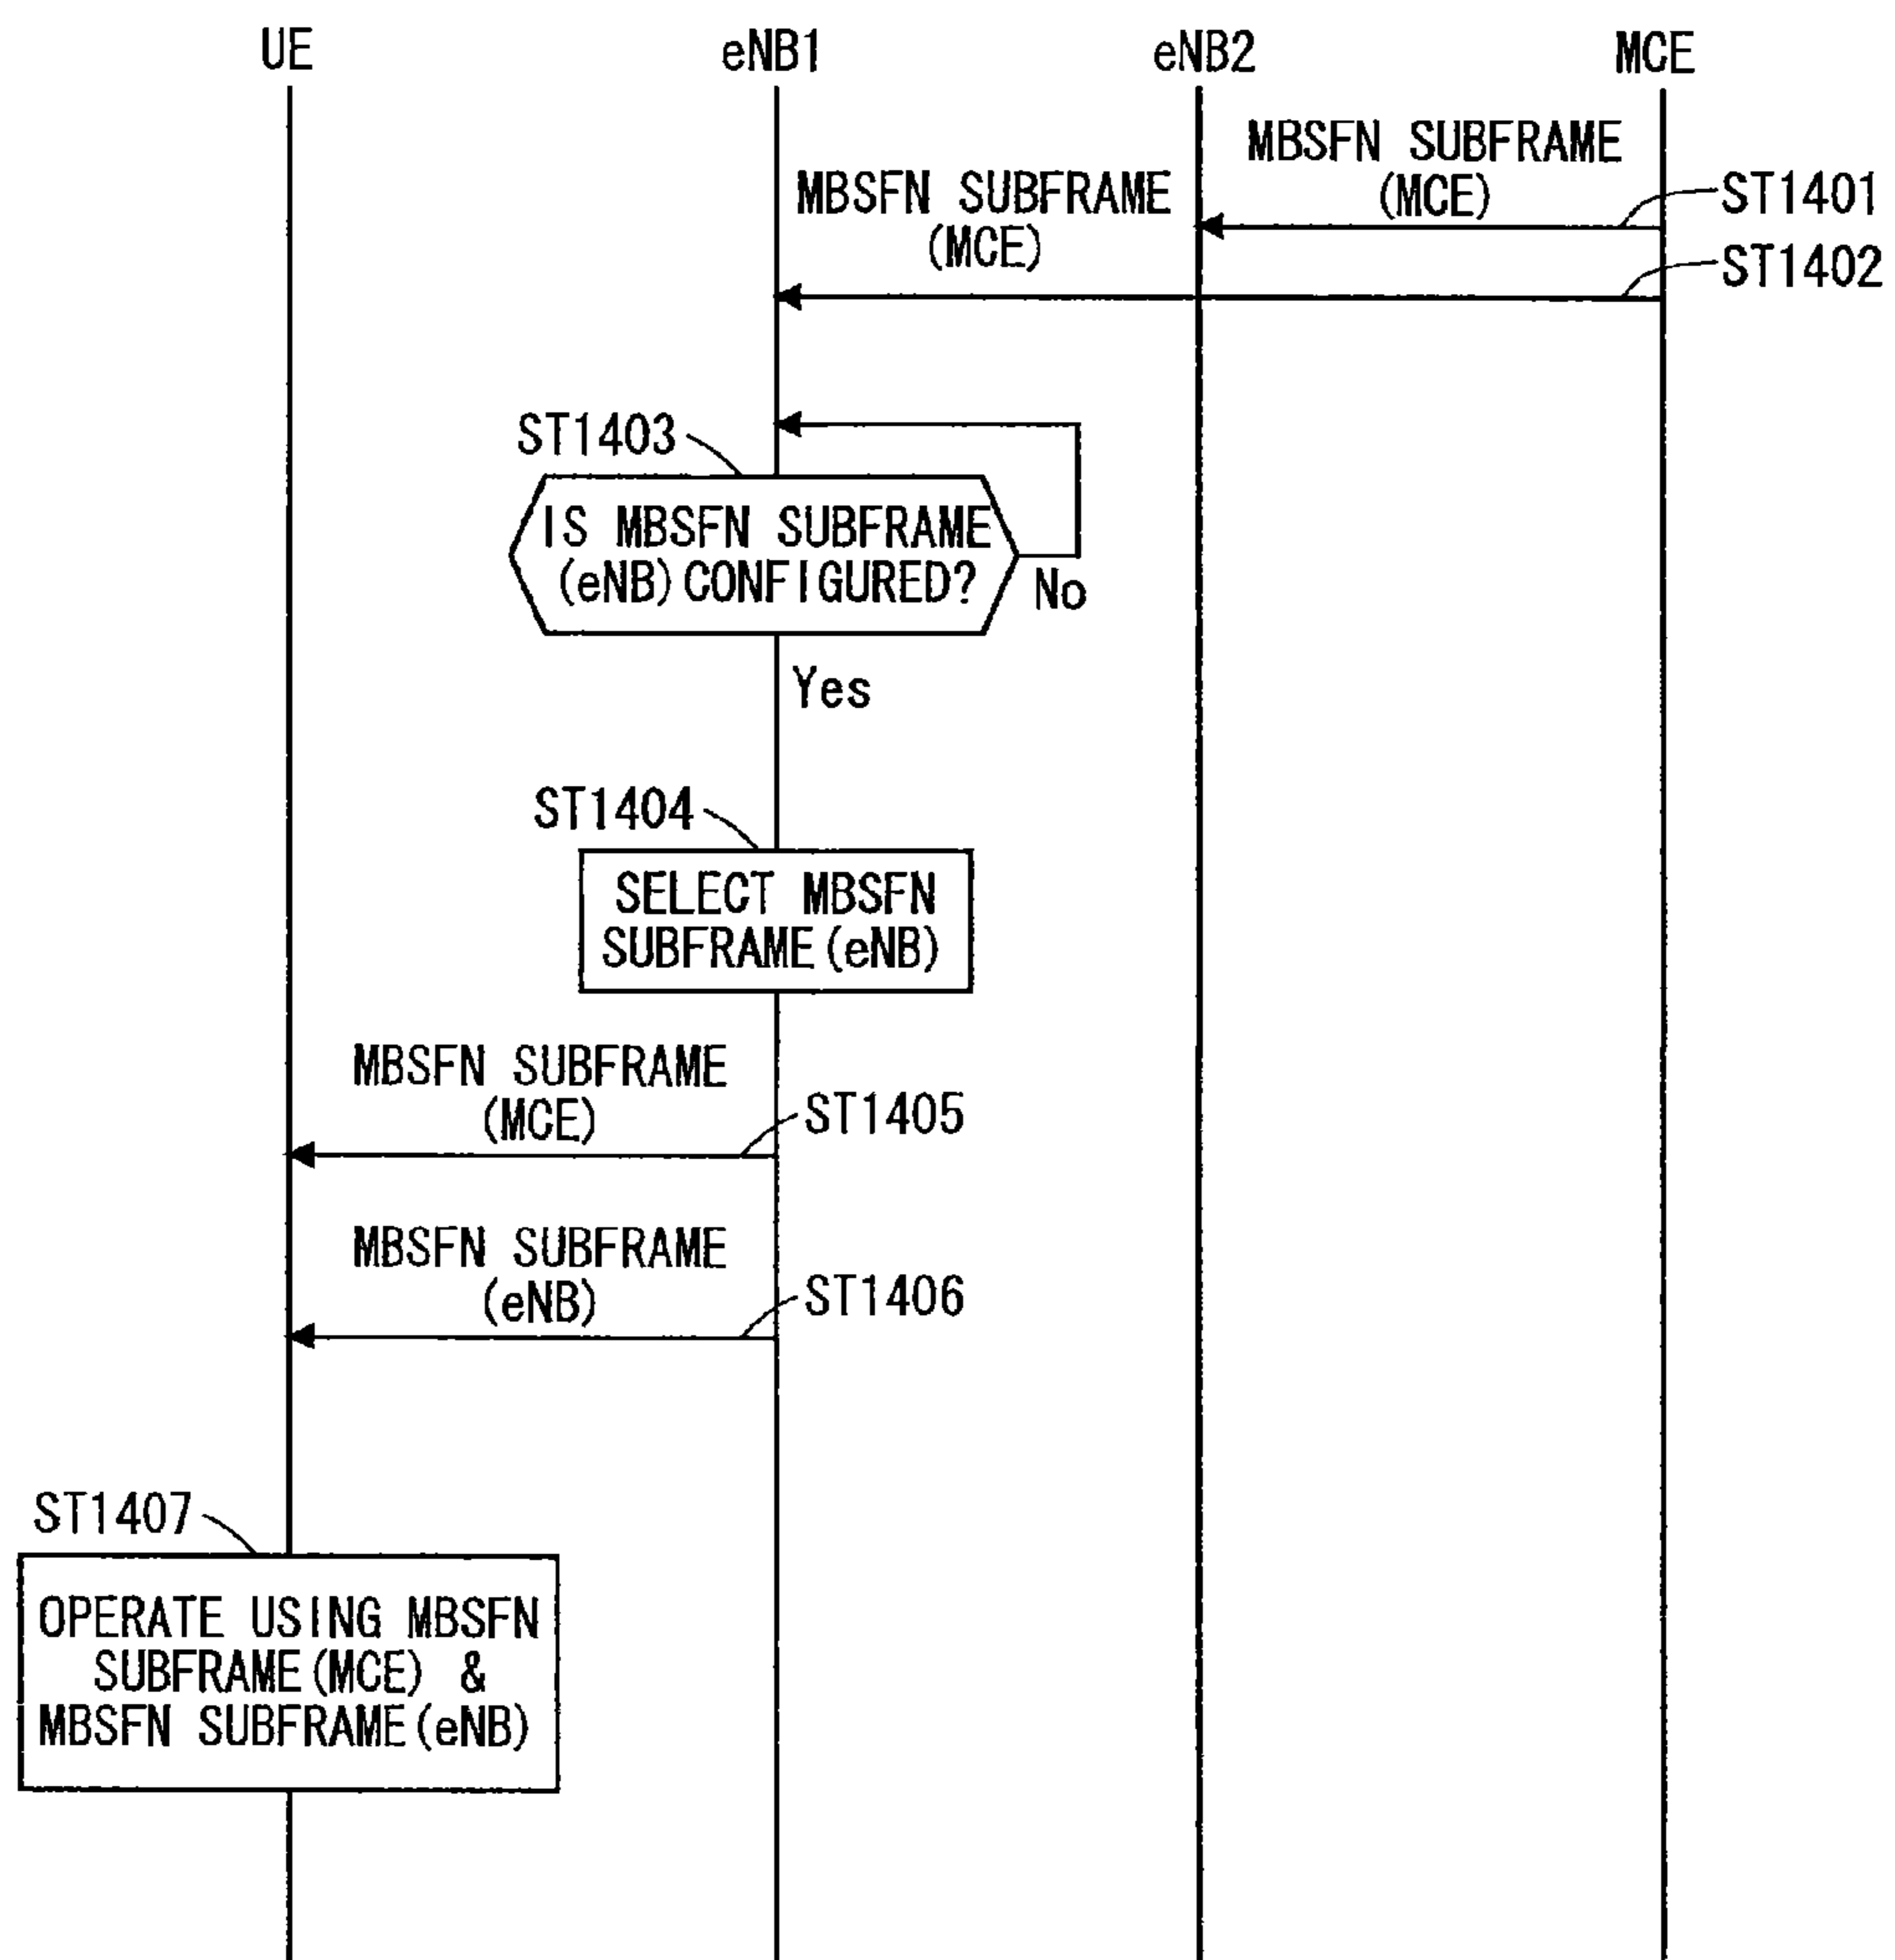 UE
eNB1
eNB2
MCE
MBSFN SUBFRAME
(MCE)
ST1401
MBSFN SUBFRAME
(MCE)
ST1402
ST1403
IS MBSFN SUBFRAME
(eNB)CONFIGURED?
No
Yes
ST1404
SELECT MBSFN
SUBFRAME(eNB)
MBSFN SUBFRAME
(MCE)
ST1405
MBSFN SUBFRAME
(eNB)
ST1406
ST1407
OPERATE USING MBSFN
SUBFRAME(MCE) &
MBSFN SUBFRAME(eNB)